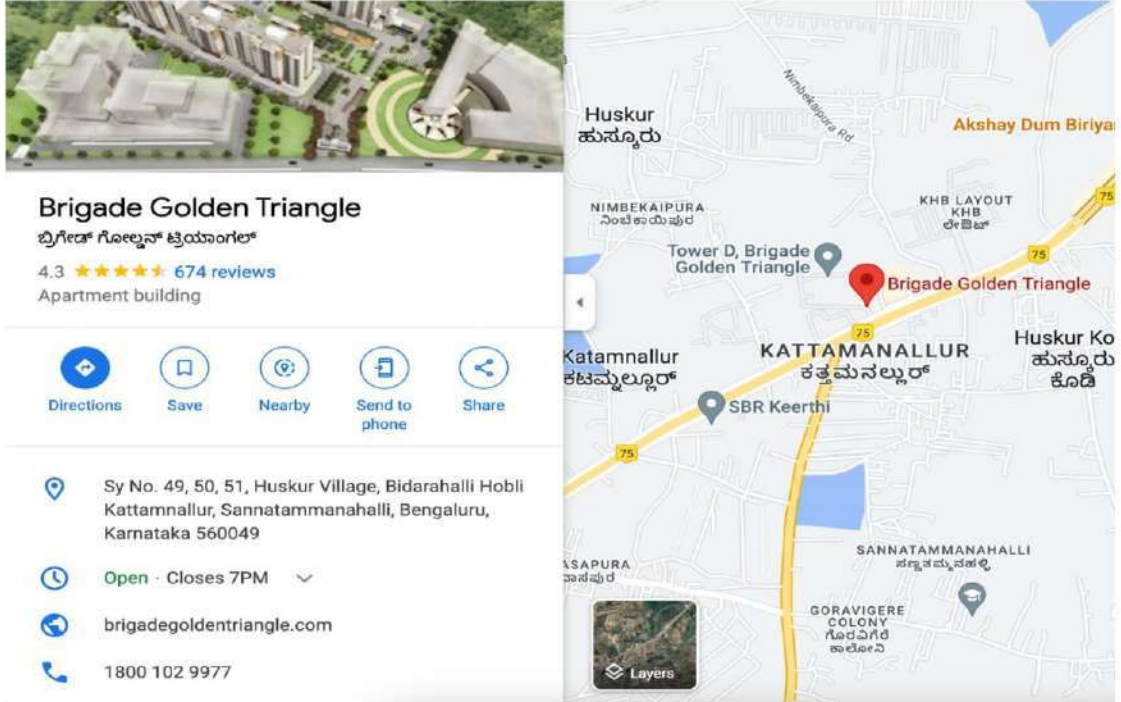 Brigade Golden Triangle
ಬ್ರಿಗೇಡ್ ಗೋಲ್ಡನ್ ಟ್ರಿಯಾಂಗಲ್
4.3 674 reviews
Apartment building
Directions
Save
Nearby
Send to
phone
Share
Sy No. 49, 50, 51, Huskur Village, Bidarahalli Hobli
Kattamnallur, Sannatammanahalli, Bengaluru,
Karnataka 560049
Open · Closes 7PM
brigadegoldentriangle.com
1800 102 9977
Nimbekaipura Rd
Huskur
ಹುಸ್ಕೂರು
Akshay Dum Biriya
75
NIMBEKAIPURA
ನಿಂಬೆಕಾಯಿಪುರ
KHB LAYOUT
KHB
ಲೇಔಟ್
Tower D, Brigade
Golden Triangle
75
Brigade Golden Triangle
75
Katamnallur
ಕಟಮ್ನಲ್ಲೂರ್
KATTAMANALLUR
ಕತ್ತಮನಲ್ಲುರ್
Huskur Ko
ಹುಸ್ಕೂರು
ಕೊಡಿ
SBR Keerthi
75
SANNATAMMANAHALLI
ಸಣ್ಣತಮ್ಮನಹಳ್ಳಿ
ASAPURA
ಾಸಪುರ
GORAVIGERE
COLONY
ಗೊರವಿಗೆರೆ
ಕಾಲೋನಿ
Layers